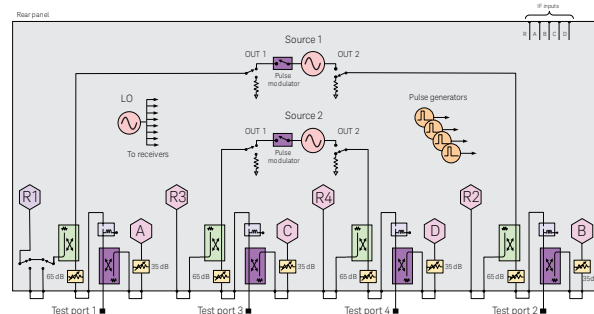 IF inputs
Rear panel
R A B C D
Source 1
OUT 1
OUT 2
Pulse
modulator
LO
To receivers
Source 2
OUT 1
OUT 2
Pulse
modulator
Pulse generators
R1
A
R3
C
R4
D
R2
B
65 dB
35 dB
65 dB
35 dB
65 dB
35 dB
65 dB
35d
Test port 1
Test port 3
Test port 4
Test port 2